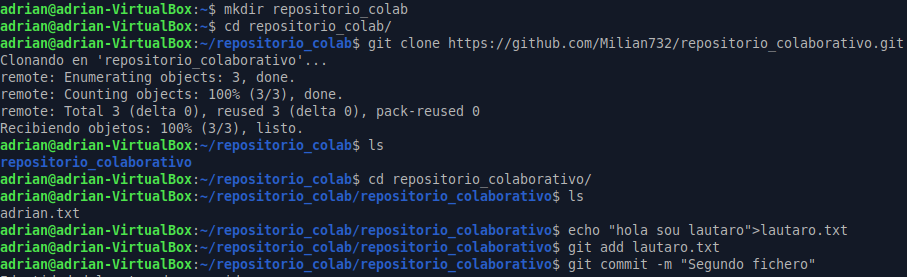 adrian@adrian-VirtualBox:~$ mkdir repositorio_colab
adrian@adrian-VirtualBox:~$ cd repositorio_colab/
adrian@adrian-VirtualBox:~/repositorio_colab$ git clone https://github.com/Milian732/repositorio_colaborativo.git
Clonando en 'repositorio_colaborativo'...
remote: Enumerating objects: 3, done.
remote: Counting objects: 100% (3/3), done.
remote: Total 3 (delta 0), reused 3 (delta 0), pack-reused 0
Recibiendo objetos: 100% (3/3), listo.
adrian@adrian-VirtualBox:~/repositorio_colab$ ls
repositorio_colaborativo
adrian@adrian-VirtualBox:~/repositorio_colab$ cd repositorio_colaborativo/
adrian@adrian-VirtualBox:~/repositorio_colab/repositorio_colaborativo$ ls
adrian.txt
adrian@adrian-VirtualBox:~/repositorio_colab/repositorio_colaborativo$ echo "hola sou lautaro">lautaro.txt
adrian@adrian-VirtualBox:~/repositorio_colab/repositorio_colaborativo$ git add lautaro.txt
adrian@adrian-VirtualBox:~/repositorio_colab/repositorio_colaborativo$ git commit -m "Segundo fichero"